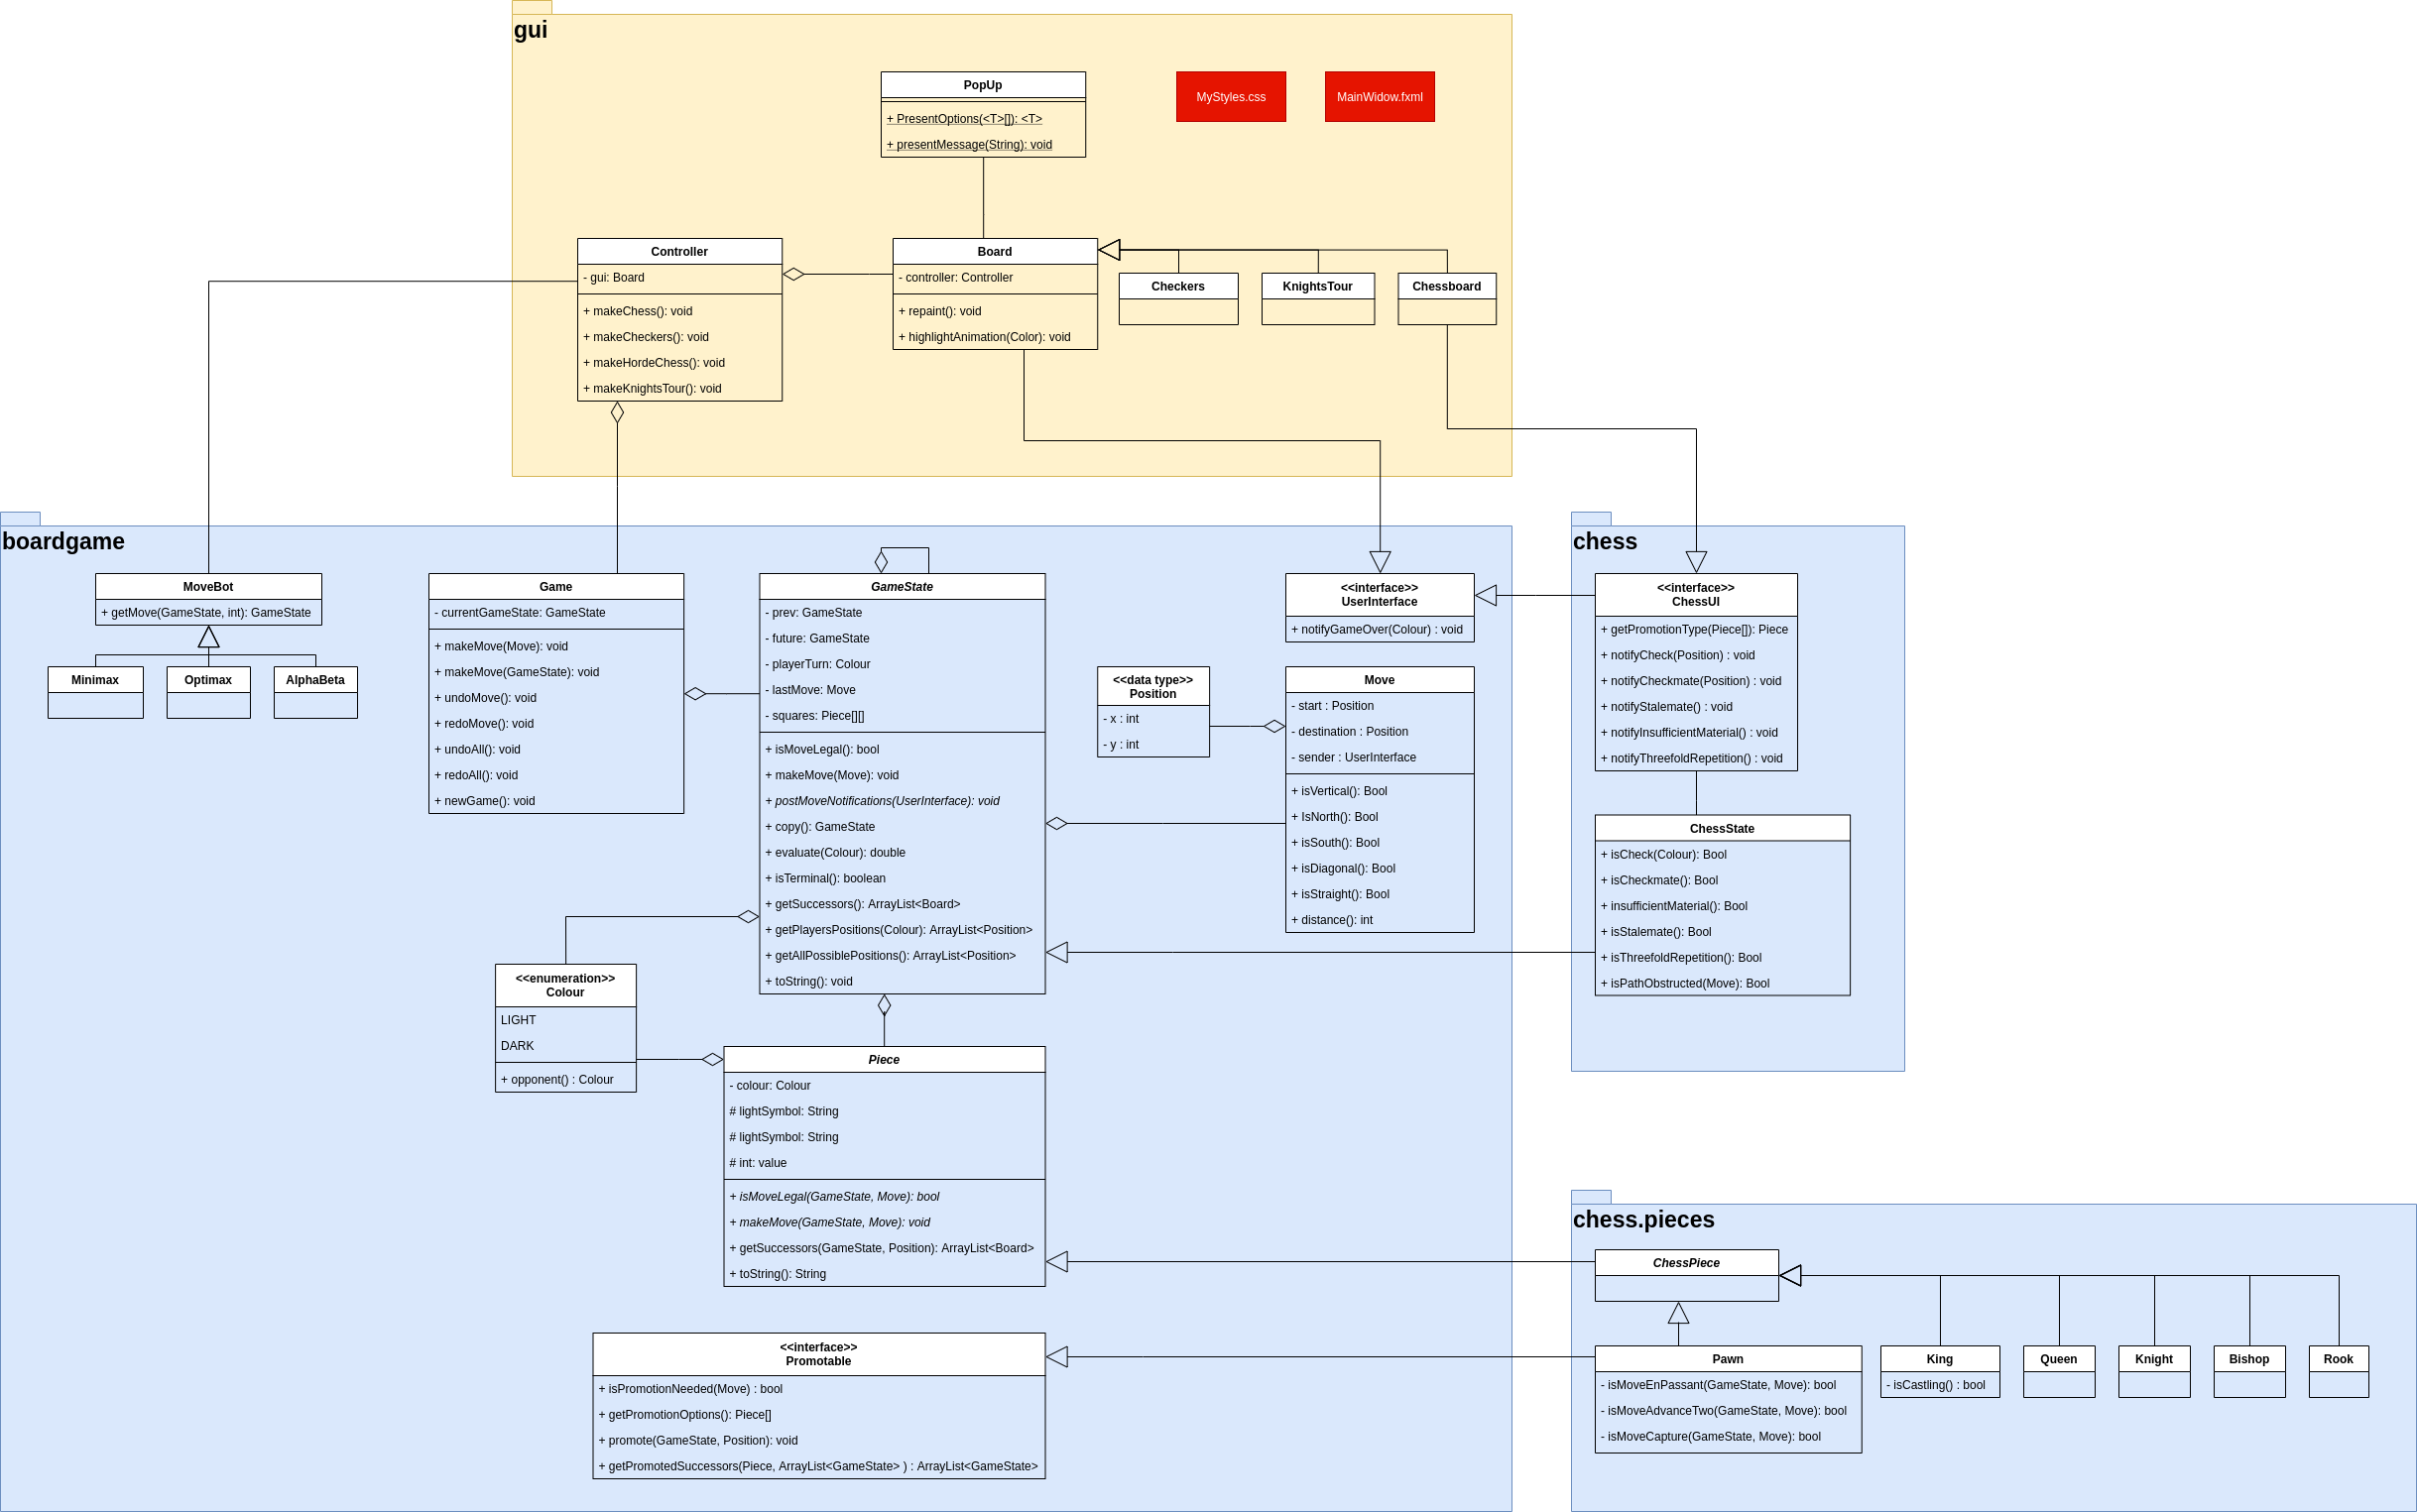 gui
PopUp
+ PresentOptions(<T>[]): <T>
+ presentMessage(String): void
MyStyles.css
MainWidow.fxml
Controller
- gui: Board
+ makeChess(): void
+ makeCheckers(): void
+ makeHordeChess(): void
+ makeKnightsTour(): void
Board
- controller: Controller
+ repaint(): void
+ highlightAnimation(Color): void
Checkers
KnightsTour
Chessboard
boardgame
MoveBot
+ getMove(GameState, int): GameState
Minimax
Optimax
AlphaBeta
Game
- currentGameState: GameState
+ makeMove(Move): void
+ makeMove(GameState): void
+ undoMove(): void
+ redoMove(): void
+ undoAll(): void
+ redoAll(): void
+ newGame(): void
GameState
- prev: GameState
- future: GameState
- playerTurn: Colour
- lastMove: Move
- squares: Piece[][]
+ isMoveLegal(): bool
+ makeMove(Move): void
+ postMoveNotifications(UserInterface): void
+ copy(): GameState
+ evaluate(Colour): double
+ isTerminal(): boolean
+ getSuccessors(): ArrayList<Board>
+ getPlayersPositions(Colour): ArrayList<Position>
+ getAllPossiblePositions(): ArrayList<Position>
+ toString(): void
<<interface>>
UserInterface
+ notifyGameOver(Colour) : void
<<data type>>
Position
- x : int
- y : int
Move
- start : Position
- destination : Position
- sender : UserInterface
+ isVertical(): Bool
+ IsNorth(): Bool
+ isSouth(): Bool
+ isDiagonal(): Bool
+ isStraight(): Bool
+ distance(): int
<<enumeration>>
Colour
LIGHT
DARK
+ opponent() : Colour
Piece
- colour: Colour
# lightSymbol: String
# lightSymbol: String
# int: value
+ isMoveLegal(GameState, Move): bool
+ makeMove(GameState, Move): void
+ getSuccessors(GameState, Position): ArrayList<Board>
+ toString(): String
<<interface>>
Promotable
+ isPromotionNeeded(Move) : bool
+ getPromotionOptions(): Piece[]
+ promote(GameState, Position): void
+ getPromotedSuccessors(Piece, ArrayList<GameState> ) : ArrayList<GameState>
chess
<<interface>>
ChessUI
+ getPromotionType(Piece[]): Piece
+ notifyCheck(Position) : void
+ notifyCheckmate(Position) : void
+ notifyStalemate() : void
+ notifyInsufficientMaterial() : void
+ notifyThreefoldRepetition() : void
ChessState
+ isCheck(Colour): Bool
+ isCheckmate(): Bool
+ insufficientMaterial(): Bool
+ isStalemate(): Bool
+ isThreefoldRepetition(): Bool
+ isPathObstructed(Move): Bool
chess.pieces
ChessPiece
Pawn
- isMoveEnPassant(GameState, Move): bool
- isMoveAdvanceTwo(GameState, Move): bool
- isMoveCapture(GameState, Move): bool
King
- isCastling() : bool
Queen
Knight
Bishop
Rook